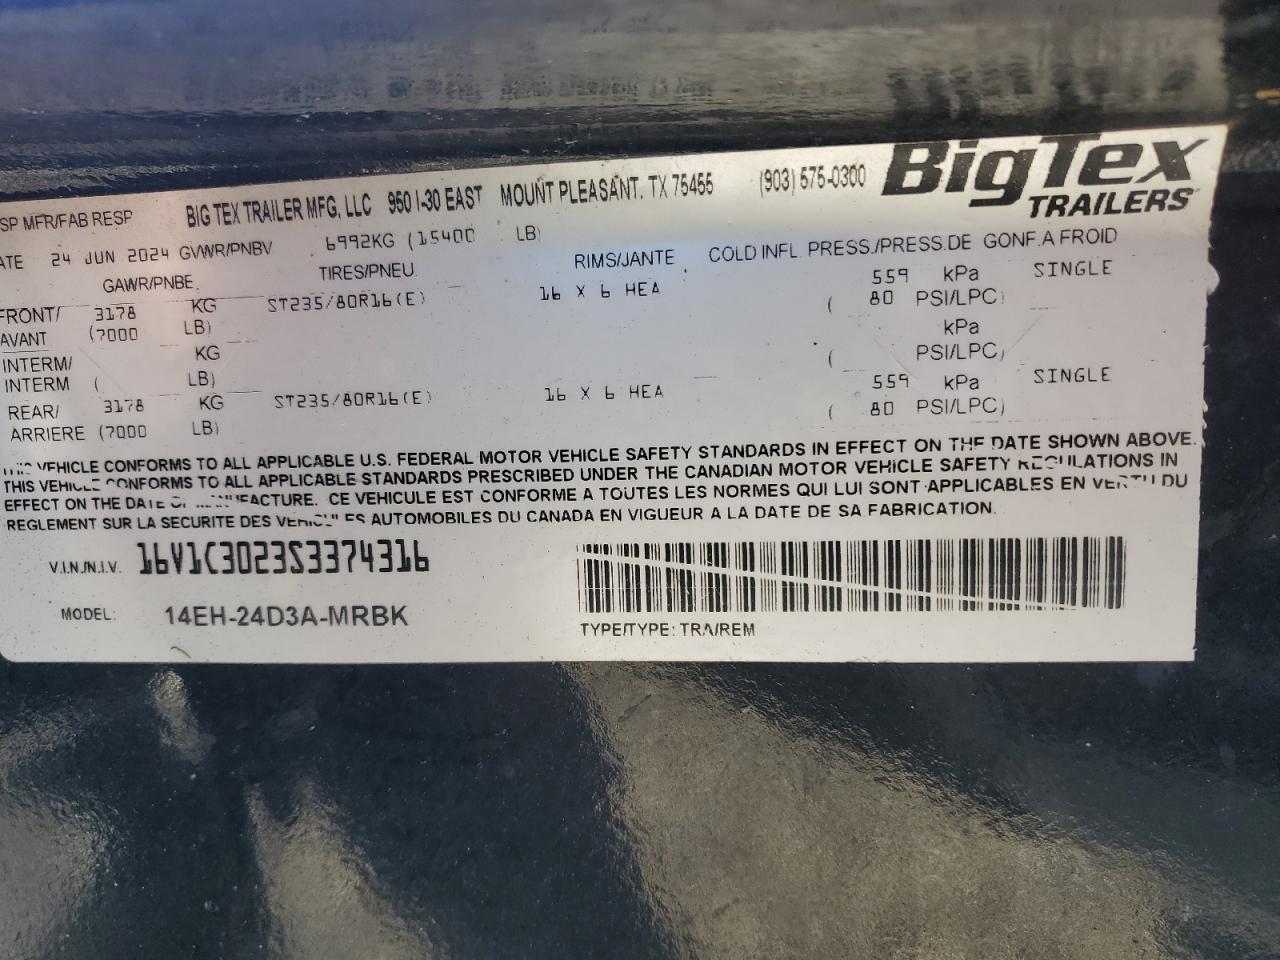 SP MFR/FAB RESP BIG TEX TRAILER MFG, LLC 950 I-30 EAST MOUNT PLEASANT, TX 75455 (903) 575-0300 BigTex
TRAILERS
ATE 24 JUN 2024 GVWR/PNBV 6992KG (15400 LB)
GAWR/PNBE TIRES/PNEU RIMS/JANTE COLD INFL. PRESS./PRESS.DE GONF.A FROID
FRONT/ 3178 KG ST235/80R16(E) 16 X 6 HEA 559 kPa SINGLE
AVANT (7000 LB) ( 80 PSI/LPC)
INTERM/ KG kPa
INTERM ( LB) ( PSI/LPC)
REAR/ 3178 KG ST235/80R16(E) 16 X 6 HEA 559 kPa SINGLE
ARRIERE (7000 LB) ( 80 PSI/LPC)
THIS VEHICLE CONFORMS TO ALL APPLICABLE U.S. FEDERAL MOTOR VEHICLE SAFETY STANDARDS IN EFFECT ON THE DATE SHOWN ABOVE.
THIS VEHICLE CONFORMS TO ALL APPLICABLE STANDARDS PRESCRIBED UNDER THE CANADIAN MOTOR VEHICLE SAFETY REGULATIONS IN
EFFECT ON THE DATE OF MANUFACTURE. CE VEHICULE EST CONFORME A TOUTES LES NORMES QUI LUI SONT APPLICABLES EN VERTU DU
REGLEMENT SUR LA SECURITE DES VEHICULES AUTOMOBILES DU CANADA EN VIGUEUR A LA DATE DE SA FABRICATION.
V.I.N./N.I.V. 16V1C3023S3374316
MODEL: 14EH-24D3A-MRBK
TYPE/TYPE: TRA/REM